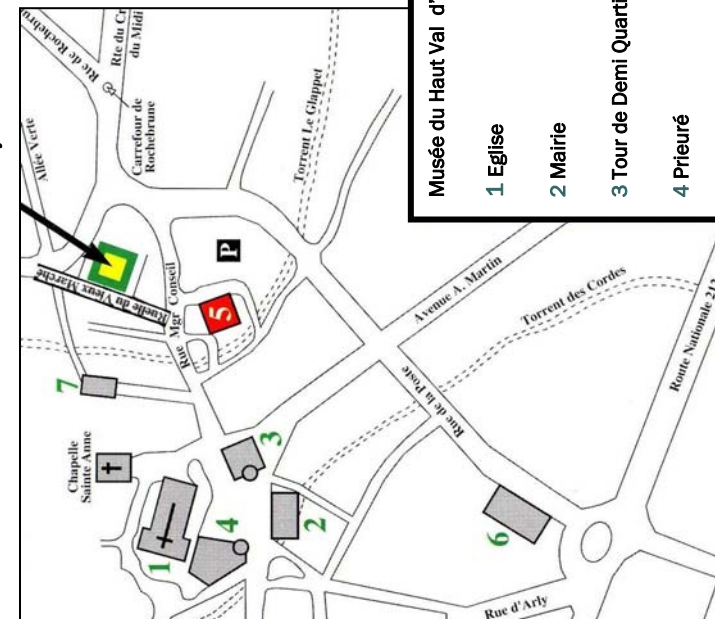 Rte de Rochebrune
Rte du Cr
du Midi
Allée Verte
Carrefour de
Rochebrune
Torrent Le Glappet
Ruelle du Vieux Marché
P
Rue Mgr Conseil
5
7
Chapelle
Sainte Anne
3
4
1
2
Avenue A. Martin
Torrent des Cordes
Rue de la Poste
Route Nationale 212
6
Rue d'Arly
Musée du Haut Val d'
1 Eglise
2 Mairie
3 Tour de Demi Quarti
4 Prieuré